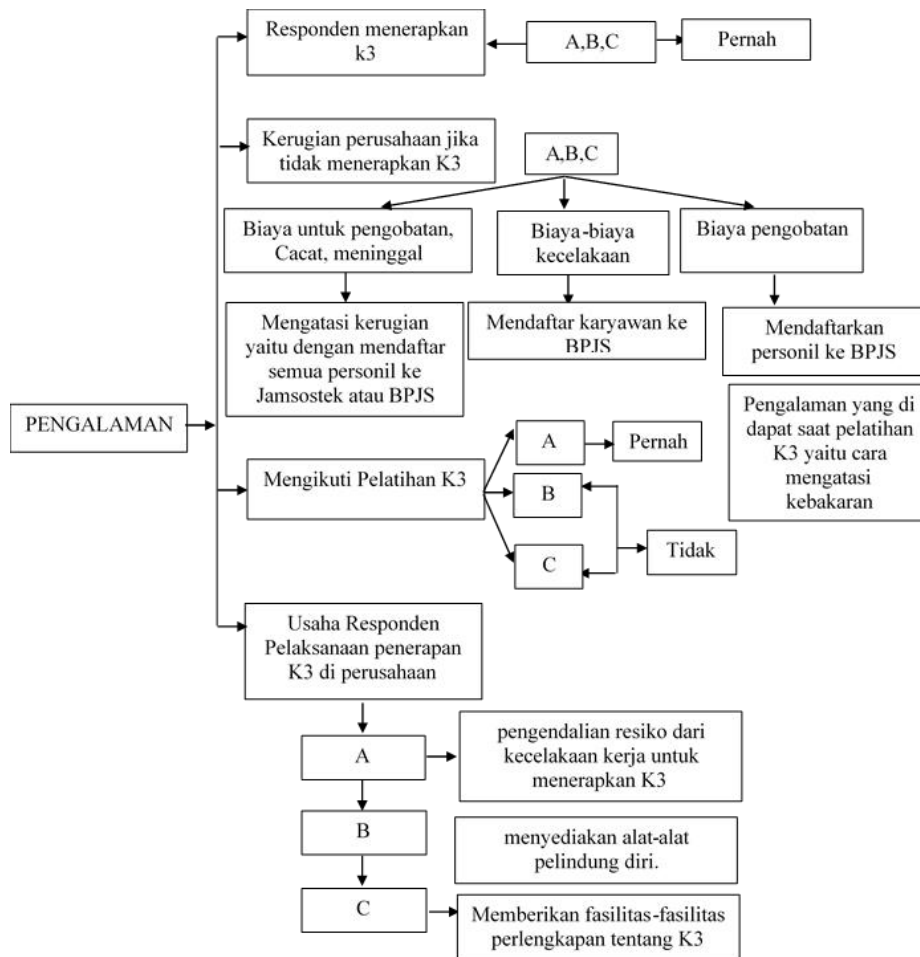 Responden menerapkan
k3
A,B,C
Pernah
Kerugian perusahaan jika
tidak menerapkan K3
A,B,C
Biaya untuk pengobatan,
Cacat, meninggal
Biaya-biaya
kecelakaan
Biaya pengobatan
Mengatasi kerugian
yaitu dengan mendaftar
semua personil ke
Jamsostek atau BPJS
Mendaftar karyawan ke
BPJS
Mendaftarkan
personil ke BPJS
PENGALAMAN
Pengalaman yang di
dapat saat pelatihan
K3 yaitu cara
mengatasi
kebakaran
Mengikuti Pelatihan K3
A
Pernah
B
C
Tidak
Usaha Responden
Pelaksanaan penerapan
K3 di perusahaan
A
pengendalian resiko dari
kecelakaan kerja untuk
menerapkan K3
B
menyediakan alat-alat
pelindung diri.
C
Memberikan fasilitas-fasilitas
perlengkapan tentang K3